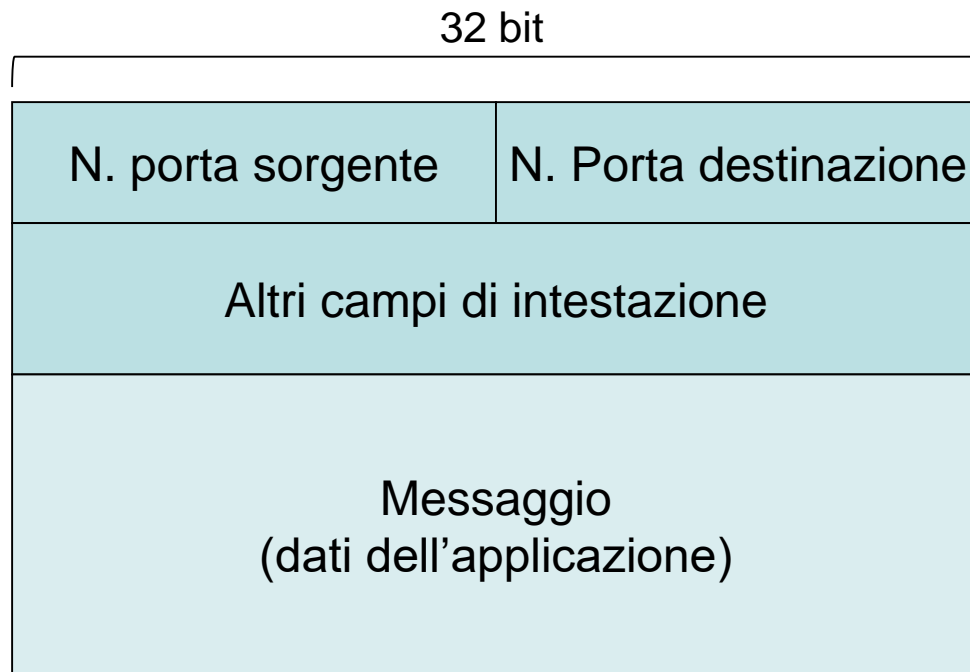 32 bit
N. porta sorgente
N. Porta destinazione
Altri campi di intestazione
Messaggio
(dati dell’applicazione)